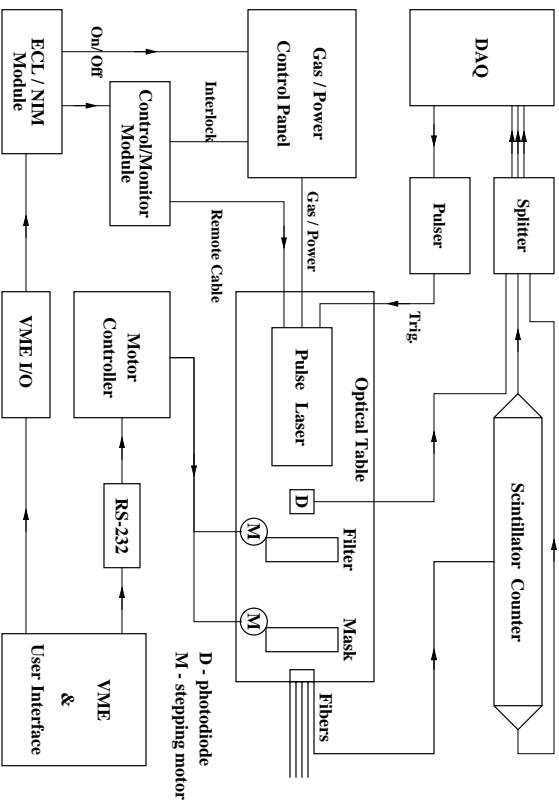 DAQ
Splitter
Scintillator Counter
Pulser
Trig.
Gas / Power
Control Panel
Gas / Power
Interlock
Remote Cable
Optical Table
Pulse Laser
D
M
Filter
M
Mask
Fibers
On/ Off
Control/Monitor
Module
D - photodiode
M - stepping motor
ECL / NIM
Module
VME I/O
Motor
Controller
RS-232
VME
&
User Interface